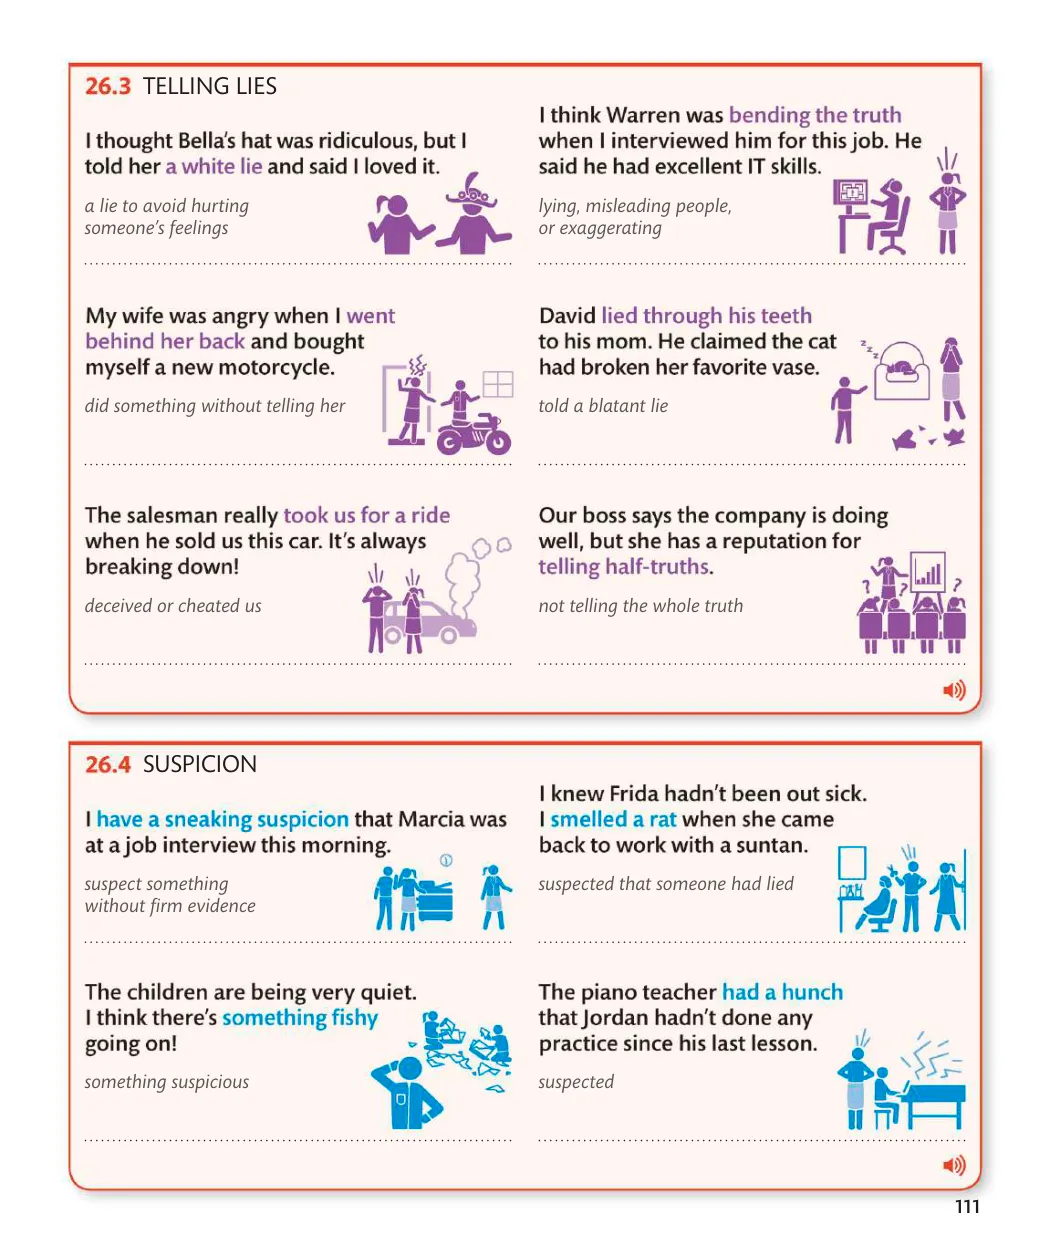 26.3 TELLING LIES
I thought Bella's hat was ridiculous, but I
told her a white lie and said I loved it.
a lie to avoid hurting
someone's feelings
I think Warren was bending the truth
when I interviewed him for this job. He
said he had excellent IT skills.
lying, misleading people,
or exaggerating
My wife was angry when I went
behind her back and bought
myself a new motorcycle.
did something without telling her
David lied through his teeth
to his mom. He claimed the cat
had broken her favorite vase.
z z z
told a blatant lie
The salesman really took us for a ride
when he sold us this car. It's always
breaking down!
deceived or cheated us
Our boss says the company is doing
well, but she has a reputation for
telling half-truths.
? ? ?
not telling the whole truth
26.4 SUSPICION
I have a sneaking suspicion that Marcia was
at a job interview this morning.
suspect something
without firm evidence
I knew Frida hadn't been out sick.
I smelled a rat when she came
back to work with a suntan.
suspected that someone had lied
The children are being very quiet.
I think there's something fishy
going on!
something suspicious
The piano teacher had a hunch
that Jordan hadn't done any
practice since his last lesson.
suspected
111